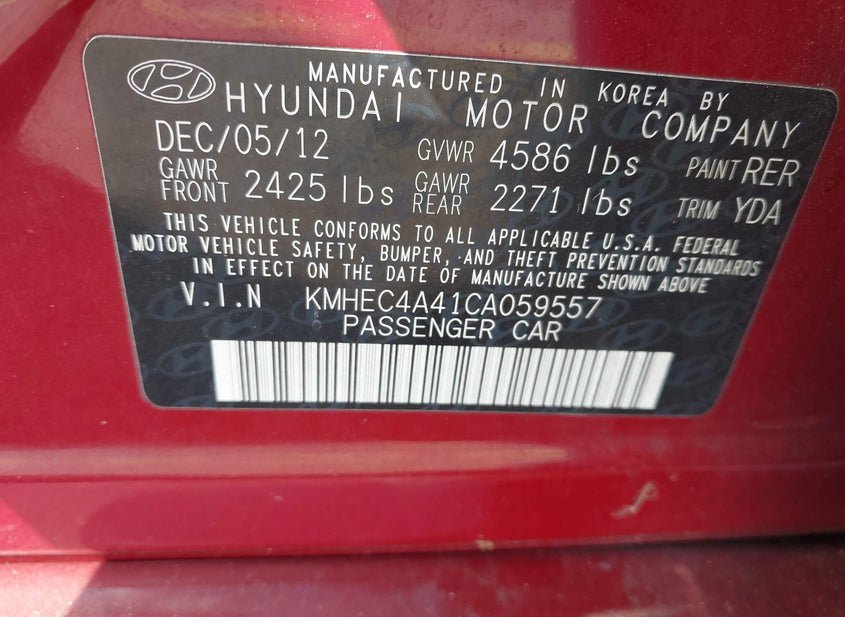 MANUFACTURED IN KOREA BY
HYUNDAI MOTOR COMPANY
DEC/05/12 GVWR 4586 lbs PAINT RER
GAWR FRONT 2425 lbs GAWR REAR 2271 lbs TRIM YDA
THIS VEHICLE CONFORMS TO ALL APPLICABLE U.S.A. FEDERAL
MOTOR VEHICLE SAFETY, BUMPER, AND THEFT PREVENTION STANDARDS
IN EFFECT ON THE DATE OF MANUFACTURE SHOWN ABOVE
V.I.N KMHEC4A41CA059557
PASSENGER CAR